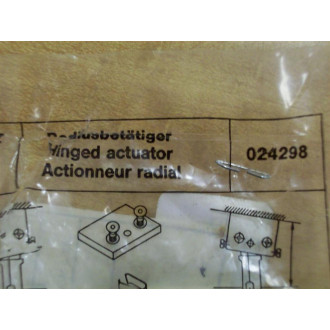 Radiusbetätiger
Hinged actuator
Actionneur radial
024298